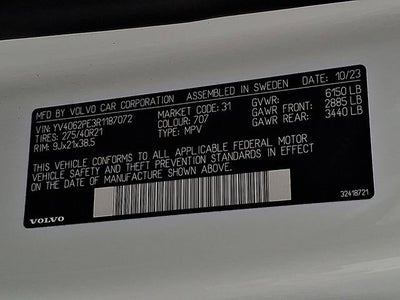 MFD BY VOLVO CAR CORPORATION ASSEMBLED IN SWEDEN DATE: 10/23
VIN: YV4062PE3R1187072 MARKET: 31 GVWR: 6150 LB
TIRES: 275/40R21 COLOUR: 707 GAWR FRONT: 2885 LB
RIM: 9Jx21x38.5 TYPE: MPV GAWR REAR: 3440 LB
THIS VEHICLE CONFORMS TO ALL APPLICABLE FEDERAL MOTOR
VEHICLE SAFETY AND THEFT PREVENTION STANDARDS IN EFFECT
ON THE DATE OF MANUFACTURE SHOWN ABOVE.
VOLVO 32418721